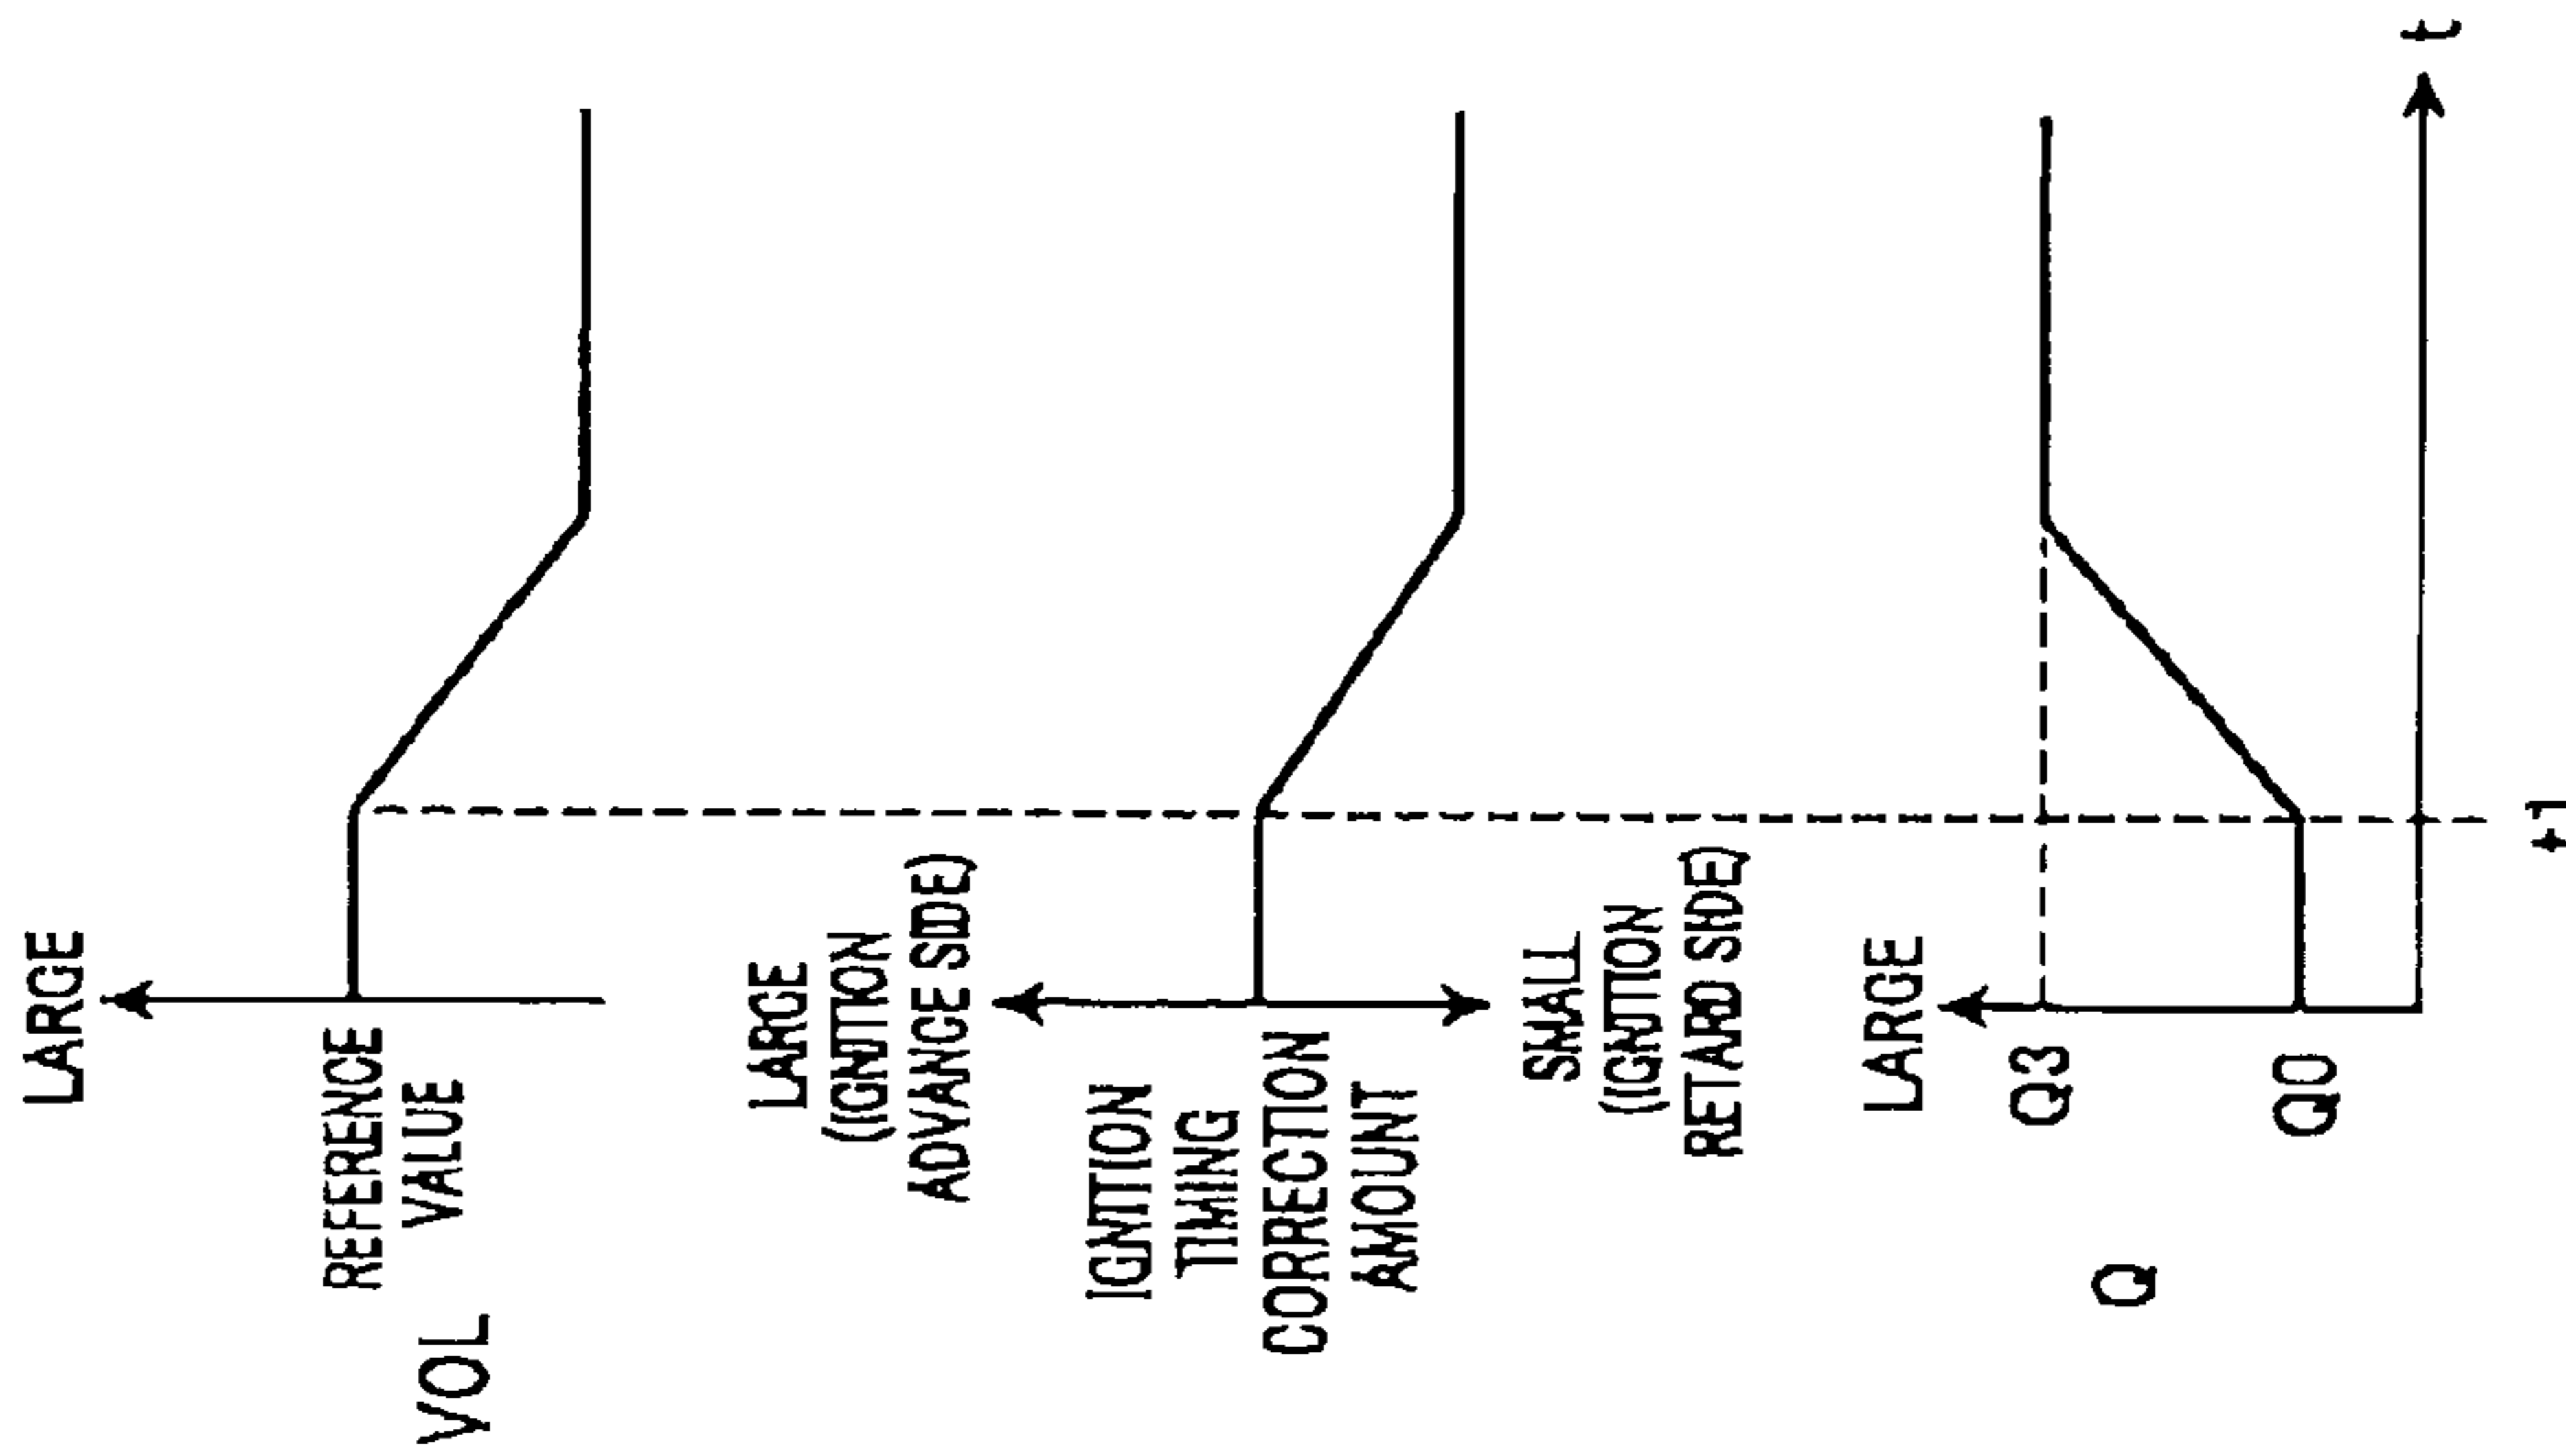 LARGE
REFERENCE
VALUE
VOL
LARGE
(IGNITION
ADVANCE SIDE)
IGNITION
TIMING
CORRECTION
AMOUNT
SMALL
(IGNITION
RETARD SIDE)
LARGE
Q3
Q
Q0
t1
t